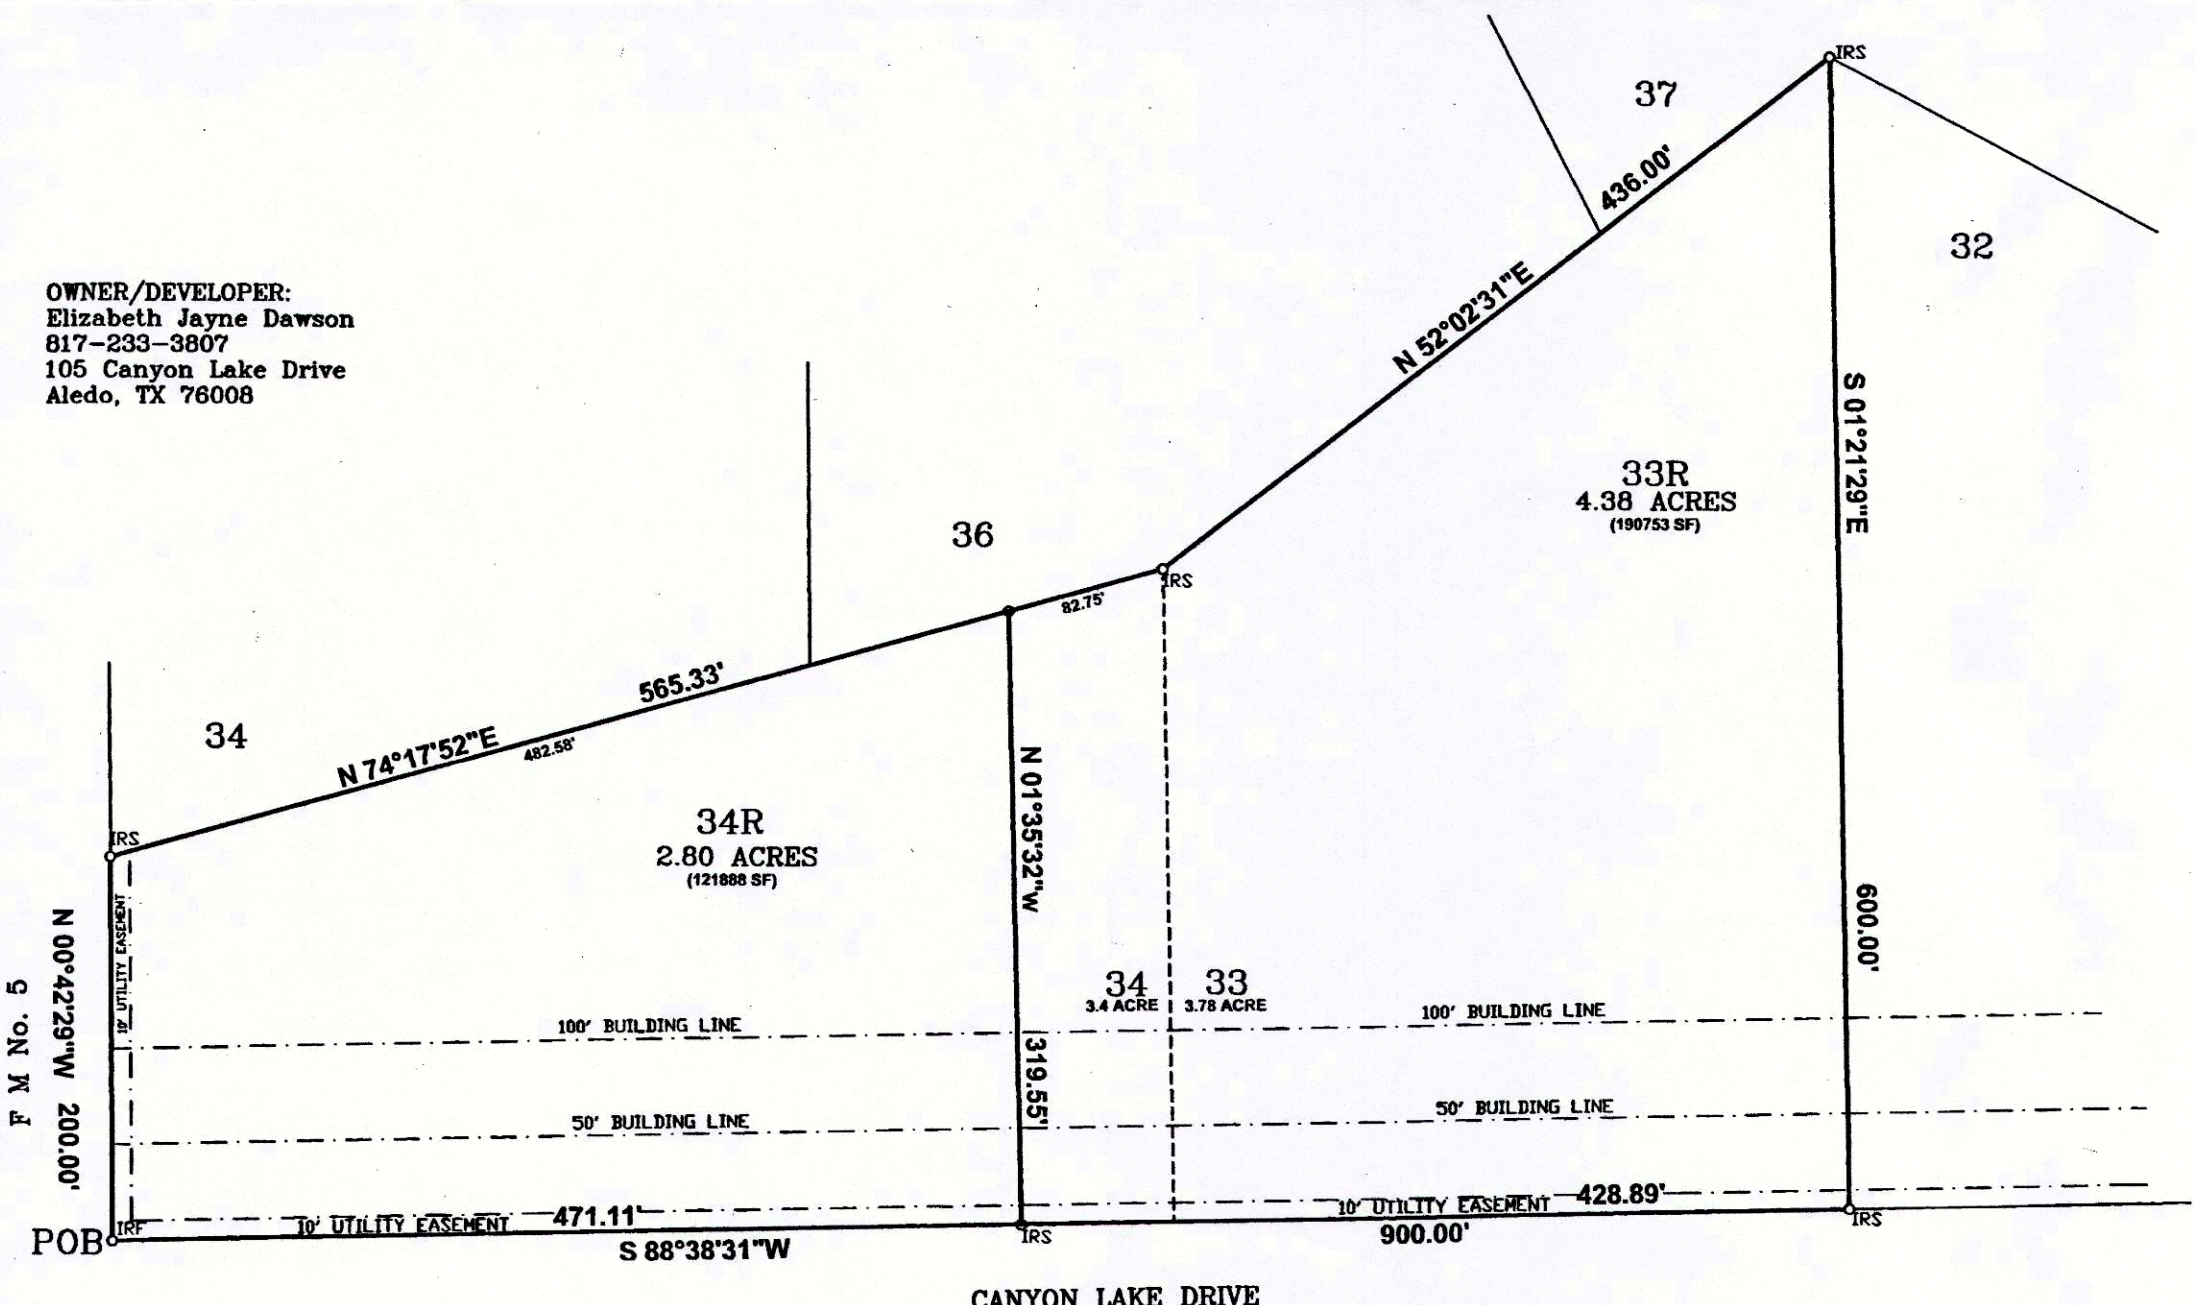 IRS
37
436.00'
32
N 52°02'31"E
OWNER/DEVELOPER:
Elizabeth Jayne Dawson
817-233-3807
105 Canyon Lake Drive
Aledo, TX 76008
S 01°21'29"E
600.00'
33R
4.38 ACRES
(190753 SF)
36
IRS
82.75'
565.33'
34
N 74°17'52"E
482.58'
N 01°35'32"W
319.55'
34R
2.80 ACRES
(121888 SF)
IRS
10' UTILITY EASEMENT
N 00°42'29"W 200.00'
F M No. 5
34
3.4 ACRE
33
3.78 ACRE
100' BUILDING LINE
100' BUILDING LINE
50' BUILDING LINE
50' BUILDING LINE
10' UTILITY EASEMENT
428.89'
10' UTILITY EASEMENT
471.11'
POB
IRF
IRS
IRS
S 88°38'31"W
900.00'
CANYON LAKE DRIVE